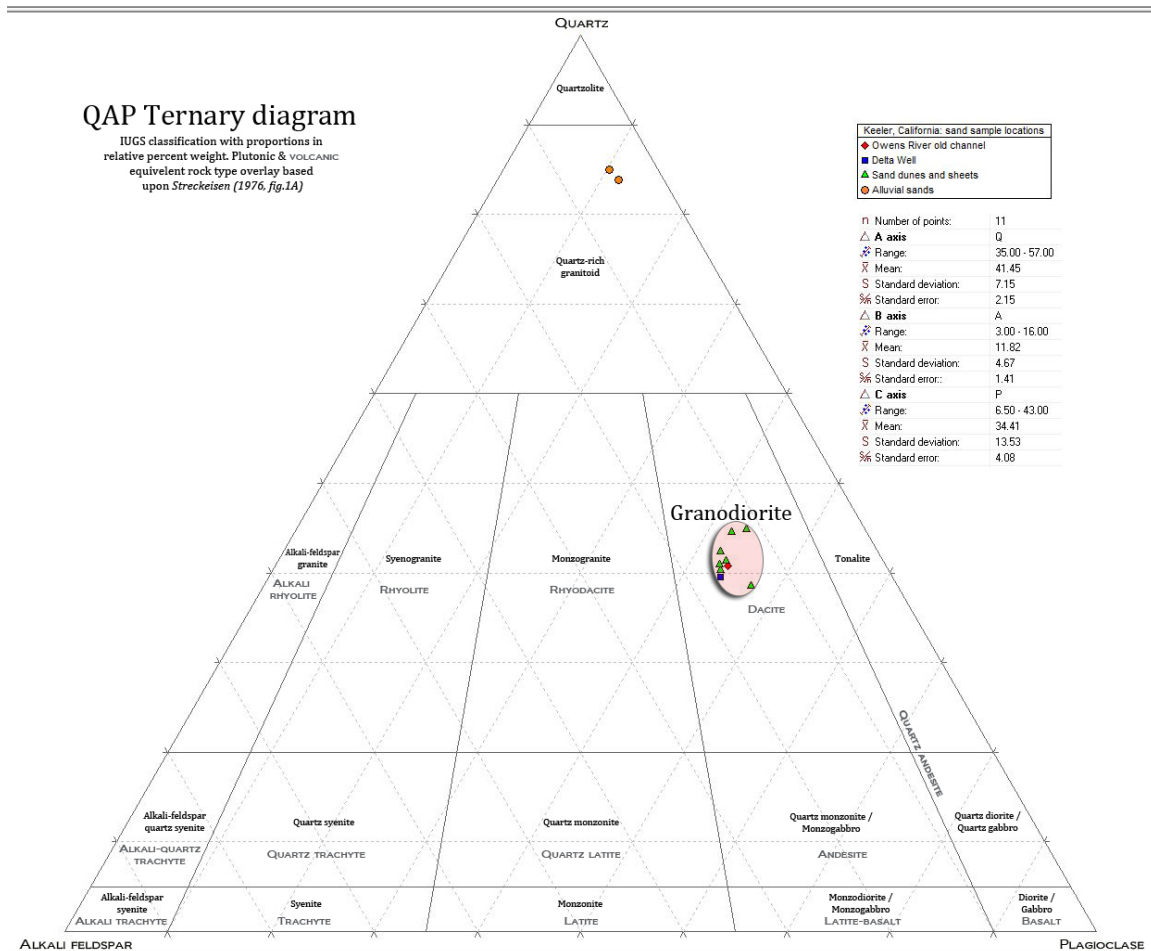 QUARTZ
Quartzolite
QAP Ternary diagram
IUGS classification with proportions in
relative percent weight. Plutonic & VOLCANIC
equivelent rock type overlay based
upon Streckeisen (1976, fig.1A)
Keeler, California: sand sample locations
Owens River old channel
Delta Well
Sand dunes and sheets
Alluvial sands
n Number of points: 11
A axis Q
Range: 35.00 - 57.00
X̄ Mean: 41.45
S Standard deviation: 7.15
S/√n Standard error: 2.15
B axis A
Range: 3.00 - 16.00
X̄ Mean: 11.82
S Standard deviation: 4.67
S/√n Standard error:: 1.41
C axis P
Range: 6.50 - 43.00
X̄ Mean: 34.41
S Standard deviation: 13.53
S/√n Standard error: 4.08
Quartz-rich
granitoid
Granodiorite
Alkali-feldspar
granite
ALKALI
RHYOLITE
Syenogranite
RHYOLITE
Monzogranite
RHYODACITE
DACITE
Tonalite
QUARTZ ANDESITE
Alkali-feldspar
quartz syenite
ALKALI-QUARTZ
TRACHYTE
Quartz syenite
QUARTZ TRACHYTE
Quartz monzonite
QUARTZ LATITE
Quartz monzonite /
Monzogabbro
ANDESITE
Quartz diorite /
Quartz gabbro
Alkali-feldspar
syenite
ALKALI TRACHYTE
Syenite
TRACHYTE
Monzonite
LATITE
Monzodiorite /
Monzogabbro
LATITE-BASALT
Diorite /
Gabbro
BASALT
ALKALI FELDSPAR
PLAGIOCLASE